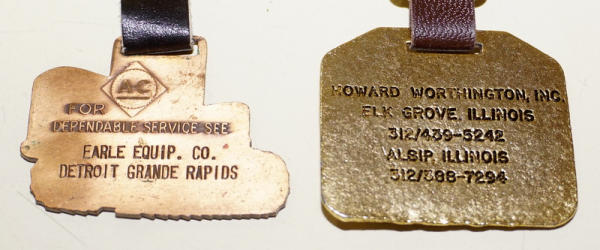 A-C
FOR
DEPENDABLE SERVICE SEE
EARLE EQUIP. CO.
DETROIT GRANDE RAPIDS
HOWARD WORTHINGTON, INC.
ELK GROVE, ILLINOIS
312/439-5242
ALSIP, ILLINOIS
312/388-7294